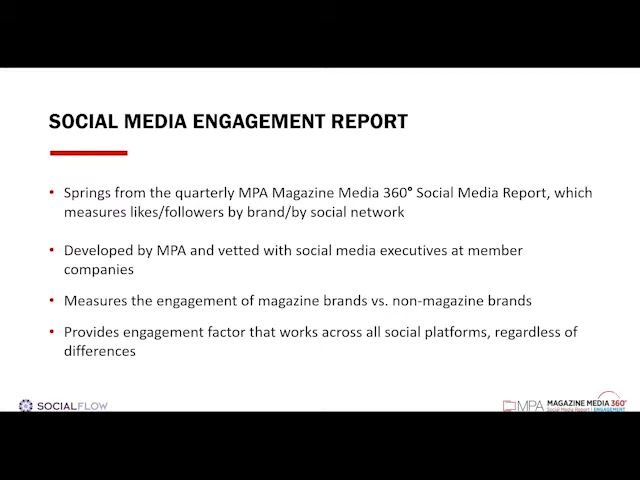 SOCIAL MEDIA ENGAGEMENT REPORT
• Springs from the quarterly MPA Magazine Media 360° Social Media Report, which
measures likes/followers by brand/by social network
• Developed by MPA and vetted with social media executives at member
companies
• Measures the engagement of magazine brands vs. non-magazine brands
• Provides engagement factor that works across all social platforms, regardless of
differences
SOCIALFLOW
MPA MAGAZINE MEDIA 360°
Social Media Report | ENGAGEMENT